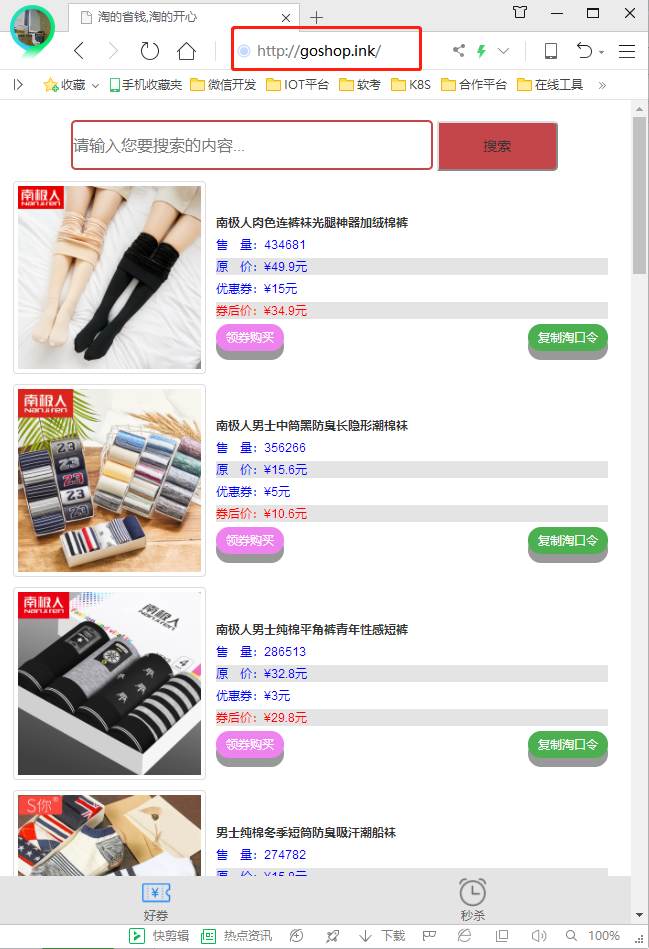 淘的省钱,淘的开心
http://goshop.ink/
收藏 手机收藏夹 微信开发 IOT平台 软考 K8S 合作平台 在线工具 »
请输入您要搜索的内容... 搜索
南极人
Nanjiren
南极人肉色连裤袜光腿神器加绒棉裤
售 量：434681
原 价：¥49.9元
优惠券：¥15元
券后价：¥34.9元
领券购买 复制淘口令
南极人
Nanjiren
23
23
23
23
23
南极人男士中筒黑防臭长隐形潮棉袜
售 量：356266
原 价：¥15.6元
优惠券：¥5元
券后价：¥10.6元
领券购买 复制淘口令
南极人
Nanjiren
南极人
Nanjiren
4
南极人男士纯棉平角裤青年性感短裤
售 量：286513
原 价：¥32.8元
优惠券：¥3元
券后价：¥29.8元
领券购买 复制淘口令
S你
男士纯棉冬季短筒防臭吸汗潮船袜
售 量：274782
原 价：¥15.8元
¥
好券 秒杀
快剪辑 热点资讯 下载 100%